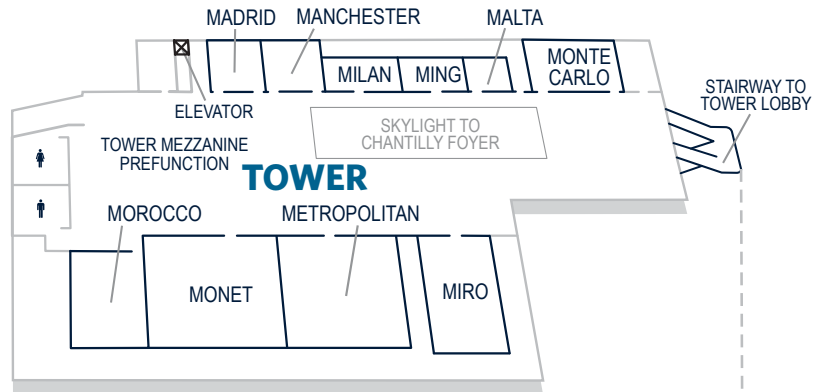 MADRID
MANCHESTER
MALTA
MILAN
MING
MONTE
CARLO
ELEVATOR
STAIRWAY TO
TOWER LOBBY
SKYLIGHT TO
CHANTILLY FOYER
TOWER MEZZANINE
PREFUNCTION
TOWER
MOROCCO
METROPOLITAN
MONET
MIRO